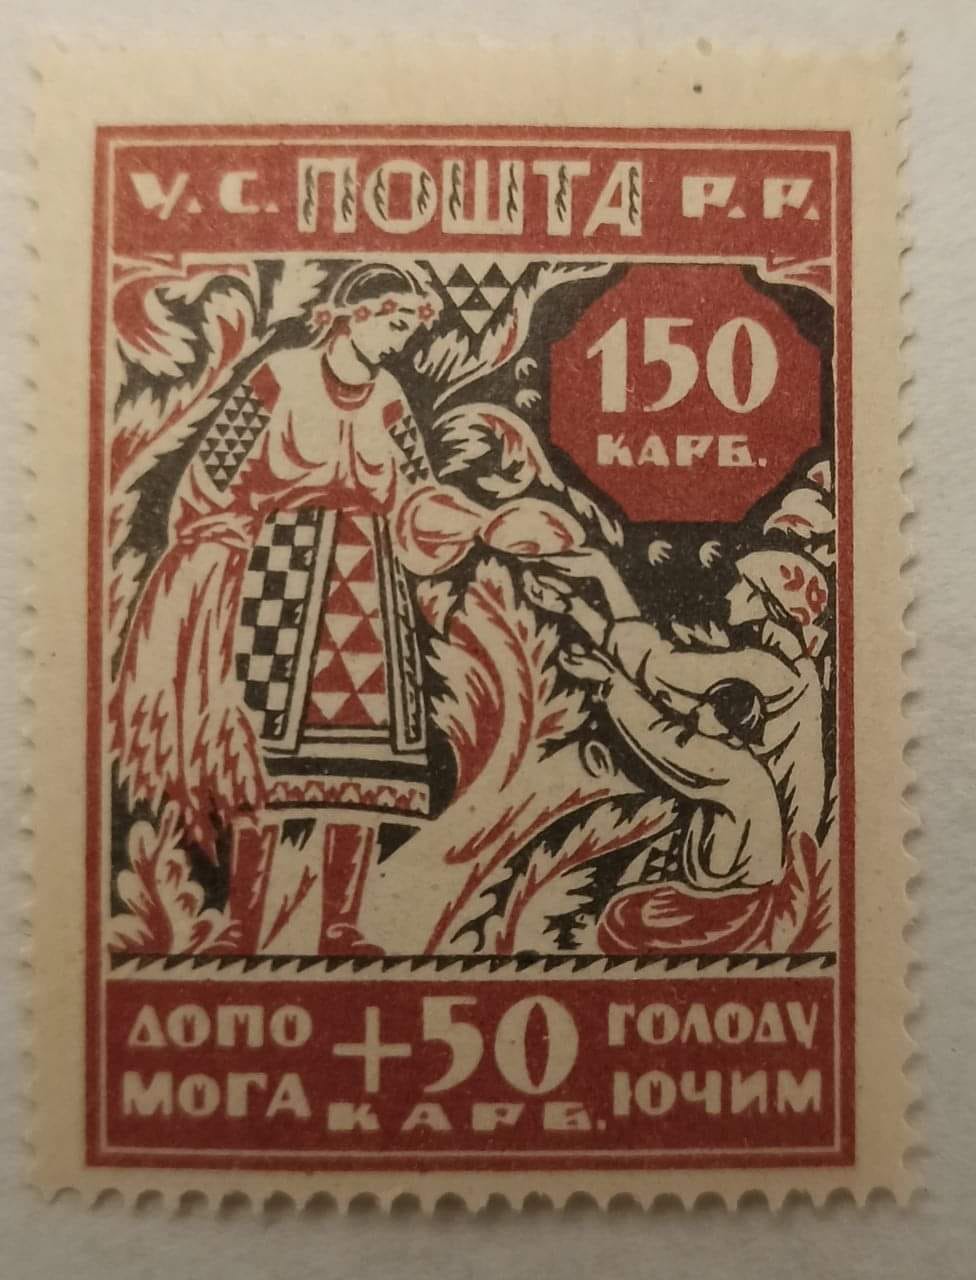 У.С. ПОШТА Р.Р.
150
КАРБ.
ДОПО +50 ГОЛОДУ
МОГА КАРБ. ЮЧИМ